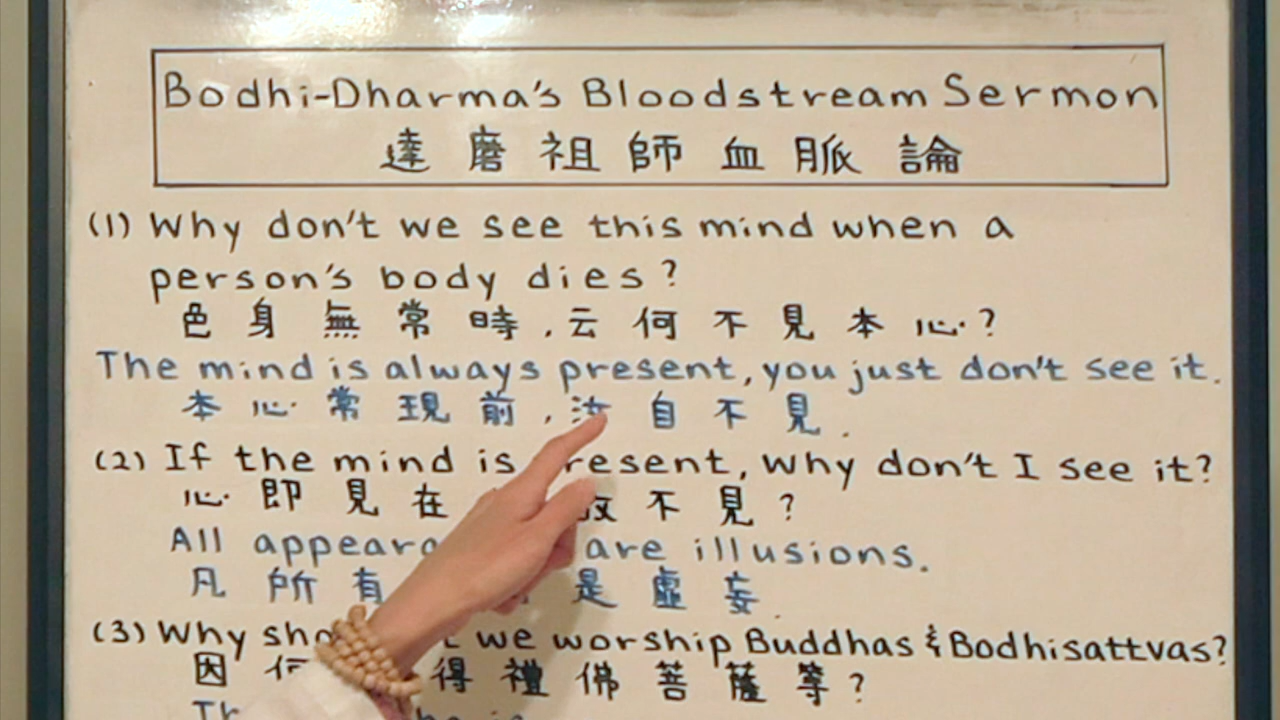 Bodhi-Dharma's Bloodstream Sermon
達磨祖師血脈論
(1) Why don't we see this mind when a
person's body dies?
色身無常時,云何不見本心?
The mind is always present, you just don't see it.
本心常現前,汝自不見.
(2) If the mind is present, why don't I see it?
心即見在 故不見?
All are illusions.
凡所有 是虛妄.
(3) Why we worship Buddhas & Bodhisattvas?
因何 得禮佛菩薩等?